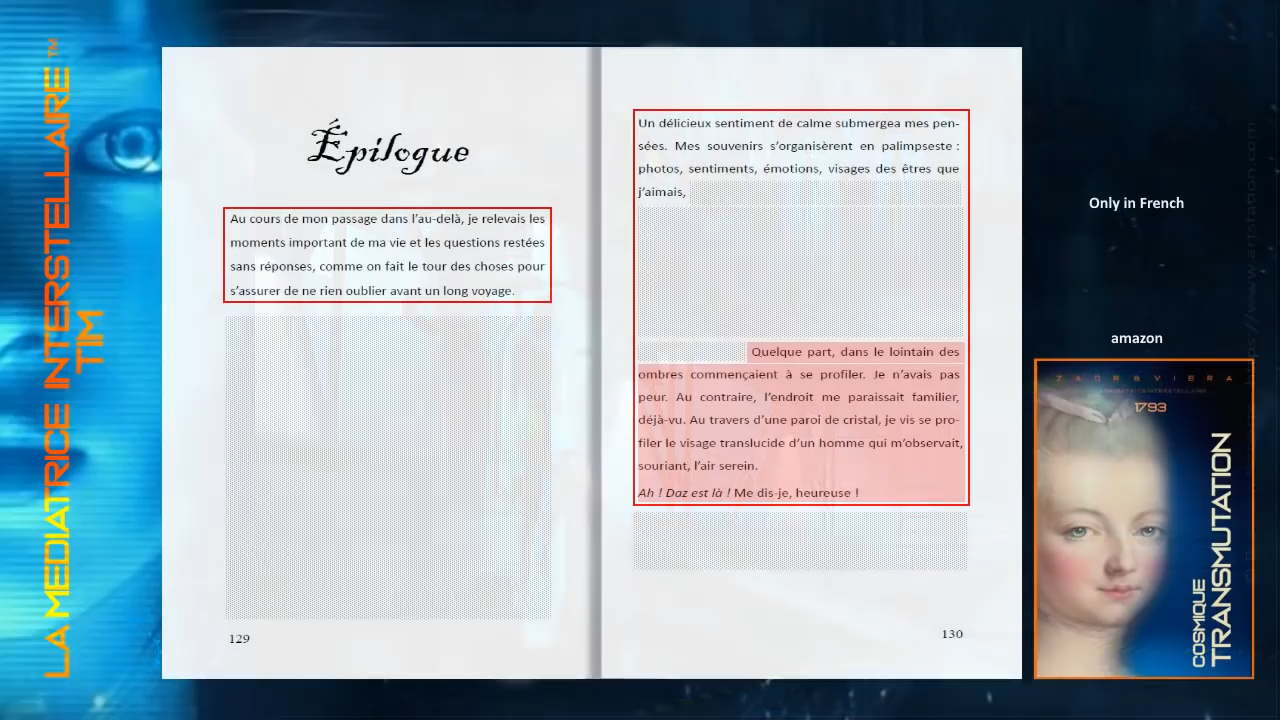 LA MEDIATRICE INTERSTELLAIRE™
TIM
Épilogue
Au cours de mon passage dans l'au-delà, je relevais les
moments important de ma vie et les questions restées
sans réponses, comme on fait le tour des choses pour
s'assurer de ne rien oublier avant un long voyage.
129
Un délicieux sentiment de calme submergea mes pen-
sées. Mes souvenirs s'organisèrent en palimpseste :
photos, sentiments, émotions, visages des êtres que
j'aimais,
Quelque part, dans le lointain des
ombres commençaient à se profiler. Je n'avais pas
peur. Au contraire, l'endroit me paraissait familier,
déjà-vu. Au travers d'une paroi de cristal, je vis se pro-
filer le visage translucide d'un homme qui m'observait,
souriant, l'air serein.
Ah ! Daz est là ! Me dis-je, heureuse !
130
Only in French
amazon
1793
COSMIQUE
TRANSMUTATION